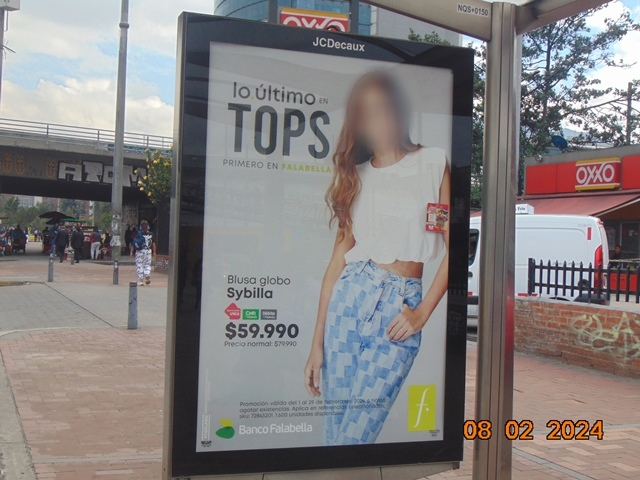 NQS+0150
OXXO
JCDecaux
lo último EN
TOPS
PRIMERO EN FALABELLA
OXXO
Blusa globo
Sybilla
$59.990
Precio normal: $79.990
Banco Falabella
f.
08 02 2024